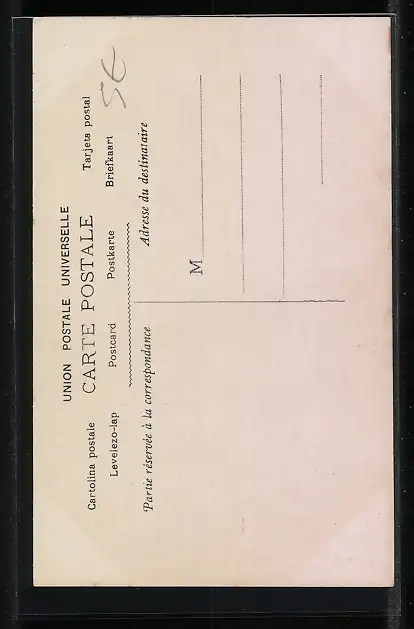 UNION POSTALE UNIVERSELLE
Cartolina postale CARTE POSTALE Tarjeta postal
Levelezo-lap Postcard Postkarte Briefkaart
Partie réservée à la correspondance
Adresse du destinataire
M
5€